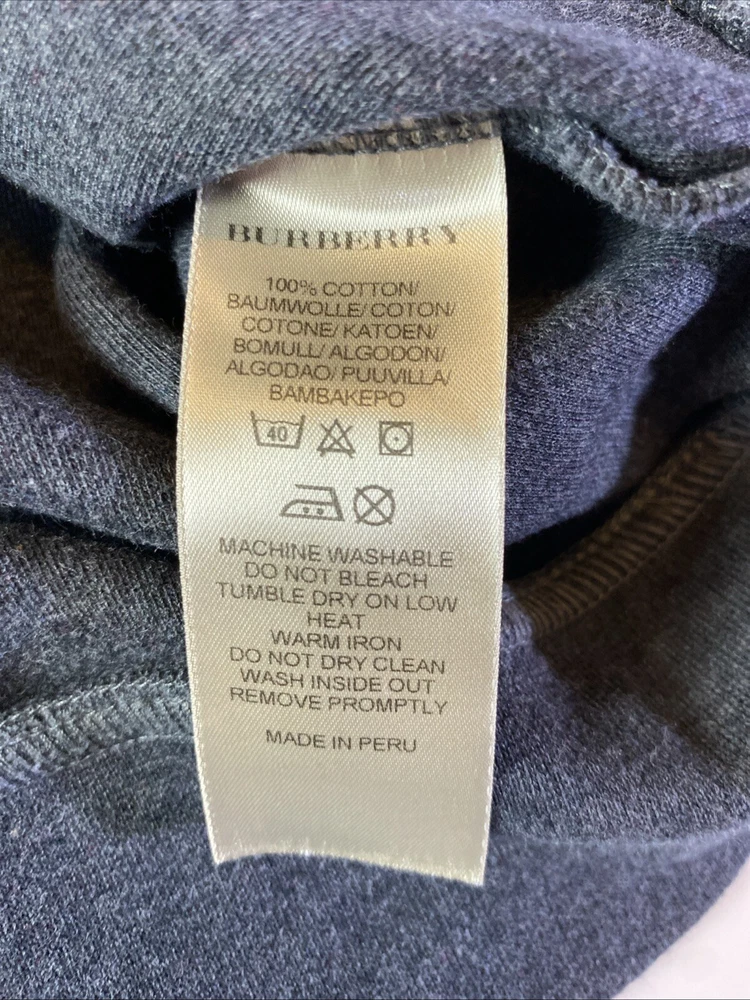 BURBERRY
100% COTTON/
BAUMWOLLE/ COTON/
COTONE/ KATOEN/
BOMULL/ ALGODON/
ALGODAO/ PUUVILLA/
BAMBAKEPO
40
MACHINE WASHABLE
DO NOT BLEACH
TUMBLE DRY ON LOW
HEAT
WARM IRON
DO NOT DRY CLEAN
WASH INSIDE OUT
REMOVE PROMPTLY
MADE IN PERU